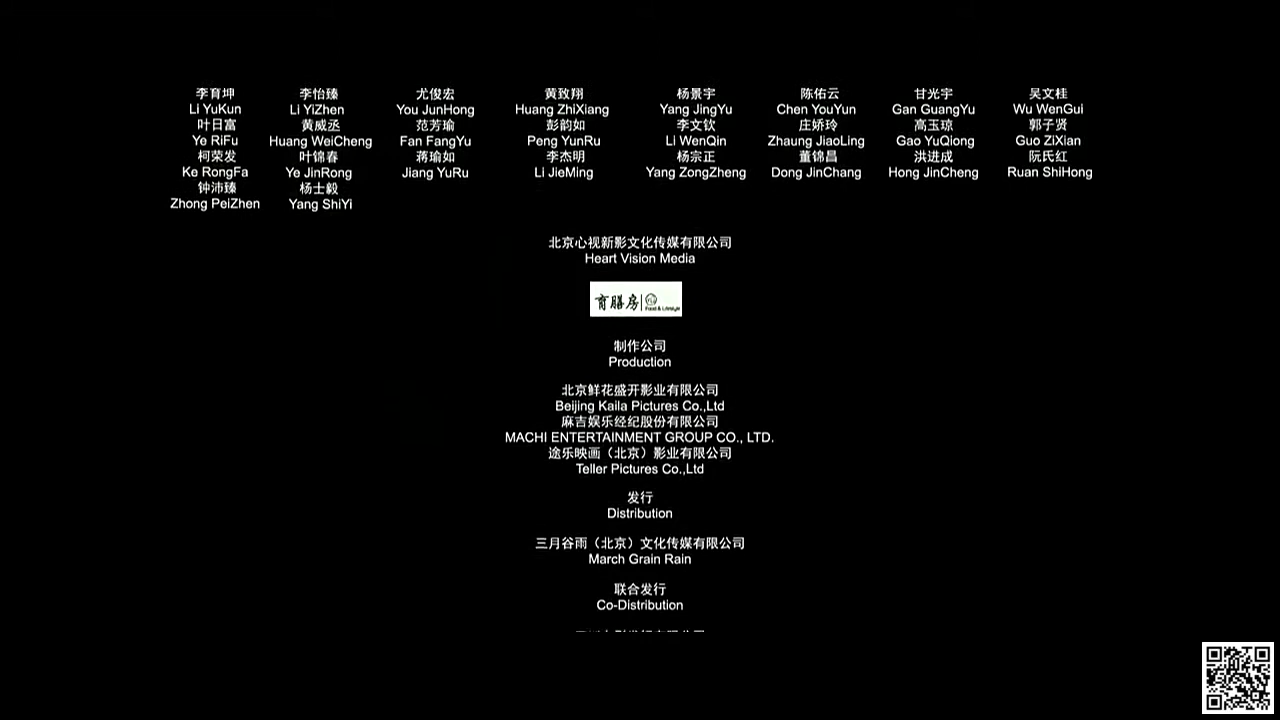 李育坤 李怡臻 尤俊宏 黄致翔 杨景宇 陈佑云 甘光宇 吴文桂
Li YuKun Li YiZhen You JunHong Huang ZhiXiang Yang JingYu Chen YouYun Gan GuangYu Wu WenGui
叶日富 黄威丞 范芳瑜 彭韵如 李文钦 庄娇玲 高玉琼 郭子贤
Ye RiFu Huang WeiCheng Fan FangYu Peng YunRu Li WenQin Zhaung JiaoLing Gao YuQiong Guo ZiXian
柯荣发 叶锦春 蒋瑜如 李杰明 杨宗正 董锦昌 洪进成 阮氏红
Ke RongFa Ye JinRong Jiang YuRu Li JieMing Yang ZongZheng Dong JinChang Hong JinCheng Ruan ShiHong
钟沛臻 杨士毅
Zhong PeiZhen Yang ShiYi
北京心视新影文化传媒有限公司
Heart Vision Media
育膳房
Food & Lifestyle
制作公司
Production
北京鲜花盛开影业有限公司
Beijing Kaila Pictures Co.,Ltd
麻吉娱乐经纪股份有限公司
MACHI ENTERTAINMENT GROUP CO., LTD.
途乐映画（北京）影业有限公司
Teller Pictures Co.,Ltd
发行
Distribution
三月谷雨（北京）文化传媒有限公司
March Grain Rain
联合发行
Co-Distribution